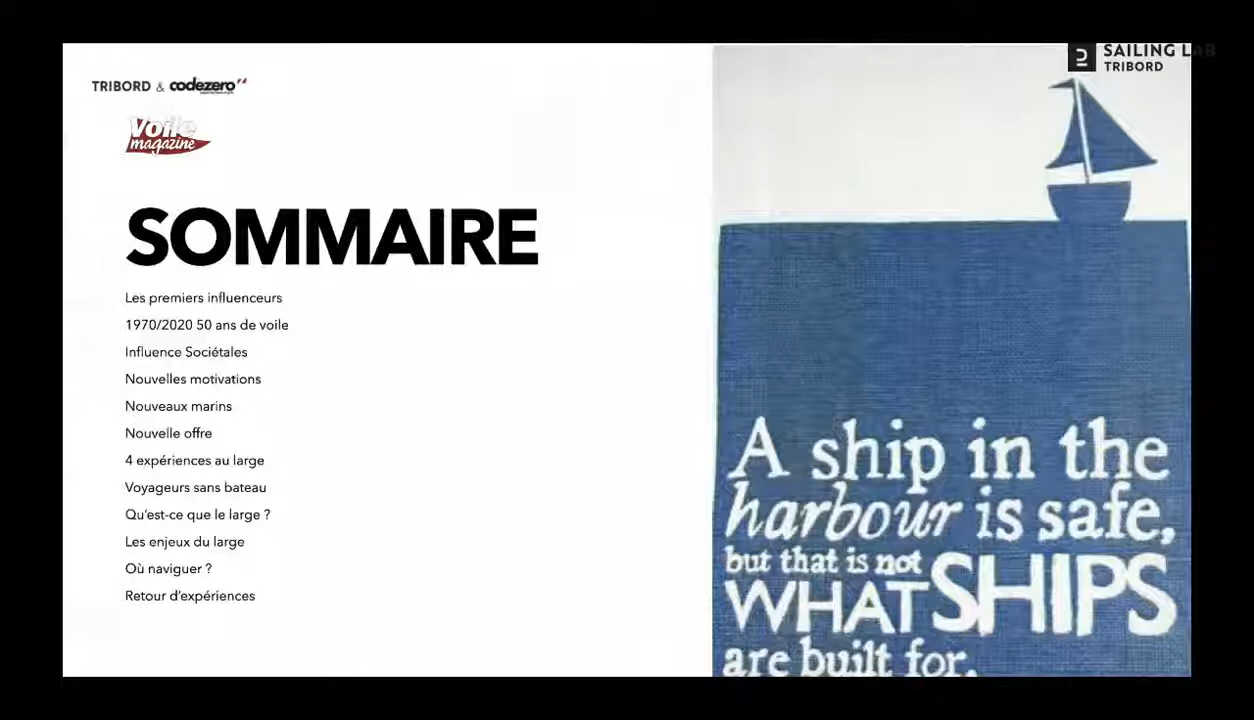 TRIBORD & codezero
Voile
magazine
SOMMAIRE
Les premiers influenceurs
1970/2020 50 ans de voile
Influence Sociétales
Nouvelles motivations
Nouveaux marins
Nouvelle offre
4 expériences au large
Voyageurs sans bateau
Qu'est-ce que le large ?
Les enjeux du large
Où naviguer ?
Retour d'expériences
SAILING LAB
TRIBORD
A ship in the
harbour is safe,
but that is not
WHAT SHIPS
are built for.